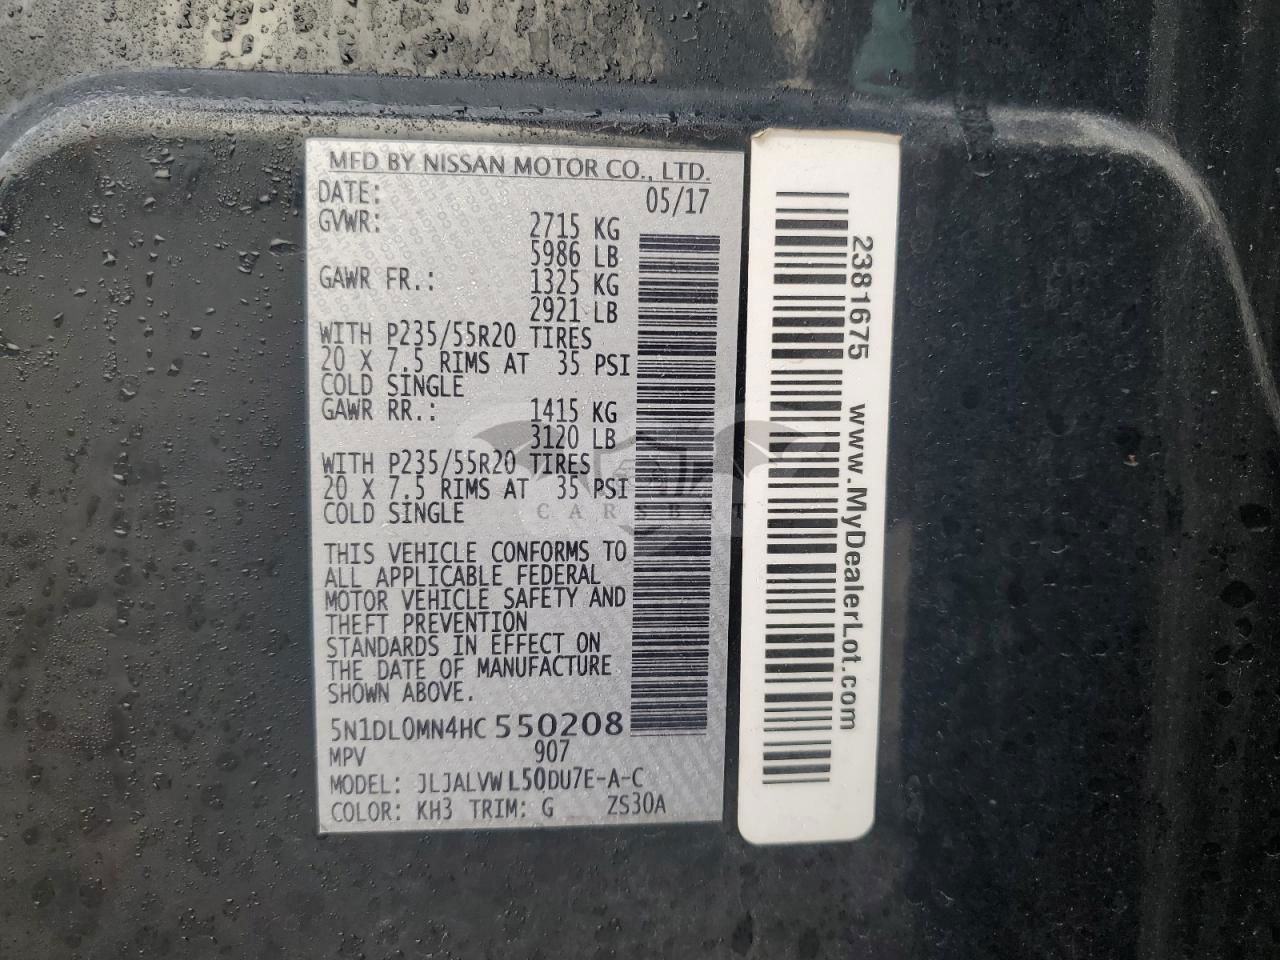 MFD BY NISSAN MOTOR CO., LTD.
DATE: 05/17
GVWR: 2715 KG
5986 LB
GAWR FR.: 1325 KG
2921 LB
WITH P235/55R20 TIRES
20 X 7.5 RIMS AT 35 PSI
COLD SINGLE
GAWR RR.: 1415 KG
3120 LB
WITH P235/55R20 TIRES
20 X 7.5 RIMS AT 35 PSI
COLD SINGLE
THIS VEHICLE CONFORMS TO
ALL APPLICABLE FEDERAL
MOTOR VEHICLE SAFETY AND
THEFT PREVENTION
STANDARDS IN EFFECT ON
THE DATE OF MANUFACTURE
SHOWN ABOVE.
5N1DL0MN4HC 550208
MPV 907
MODEL: JLJALVWL50DU7E-A-C
COLOR: KH3 TRIM: G ZS30A
2381675 www.MyDealerLot.com
CARSBAT